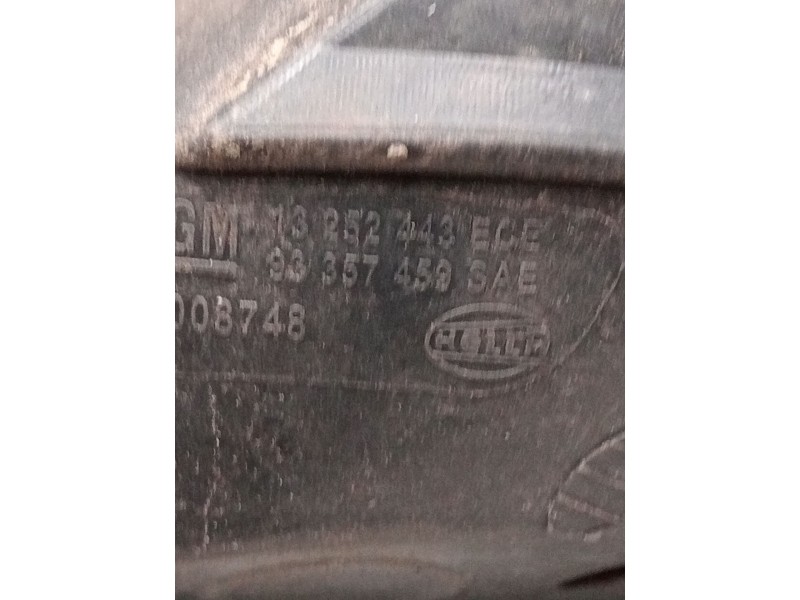 GM 13 252 443 ECE
93 357 459 SAE
008748
HELLA